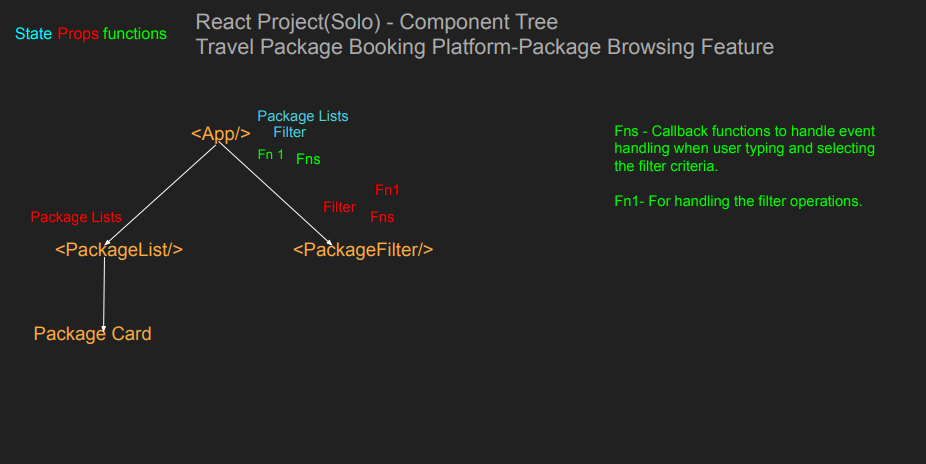 React Project(Solo) - Component Tree
State Props functions
Travel Package Booking Platform-Package Browsing Feature
Package Lists
Filter
<App/>
Fn 1 Fns
Fns - Callback functions to handle event
handling when user typing and selecting
the filter criteria.
Fn1- For handling the filter operations.
Fn1
Filter
Fns
Package Lists
<PackageList/>
<PackageFilter/>
Package Card